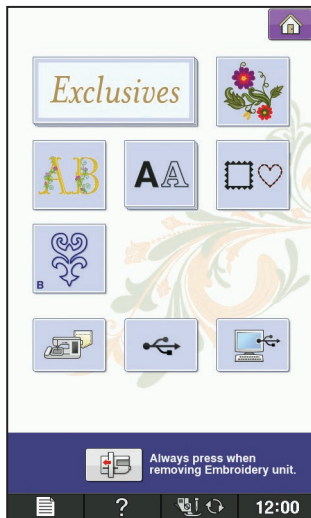 Exclusives
AB
AA
B
Always press when
removing Embroidery unit.
?
12:00